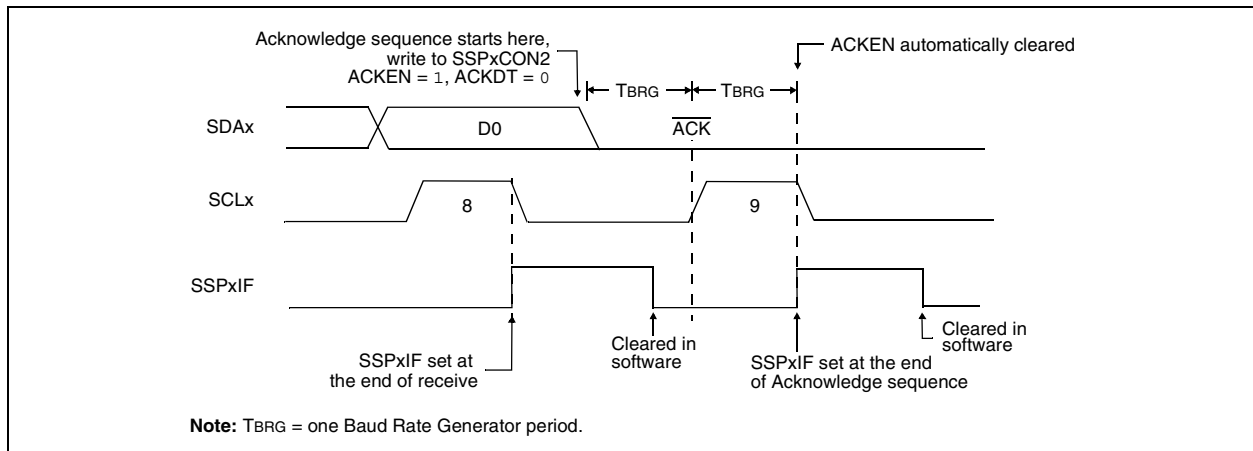 Acknowledge sequence starts here,
write to SSPxCON2
ACKEN = 1, ACKDT = 0
ACKEN automatically cleared
TBRG
TBRG
SDAx
D0
ACK
SCLx
8
9
SSPxIF
SSPxIF set at
the end of receive
Cleared in
software
SSPxIF set at the end
of Acknowledge sequence
Cleared in
software
Note: TBRG = one Baud Rate Generator period.